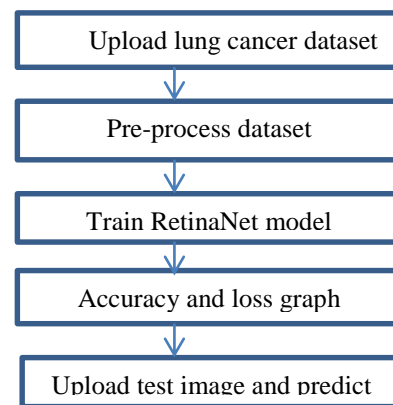 Upload lung cancer dataset
Pre-process dataset
Train RetinaNet model
Accuracy and loss graph
Upload test image and predict